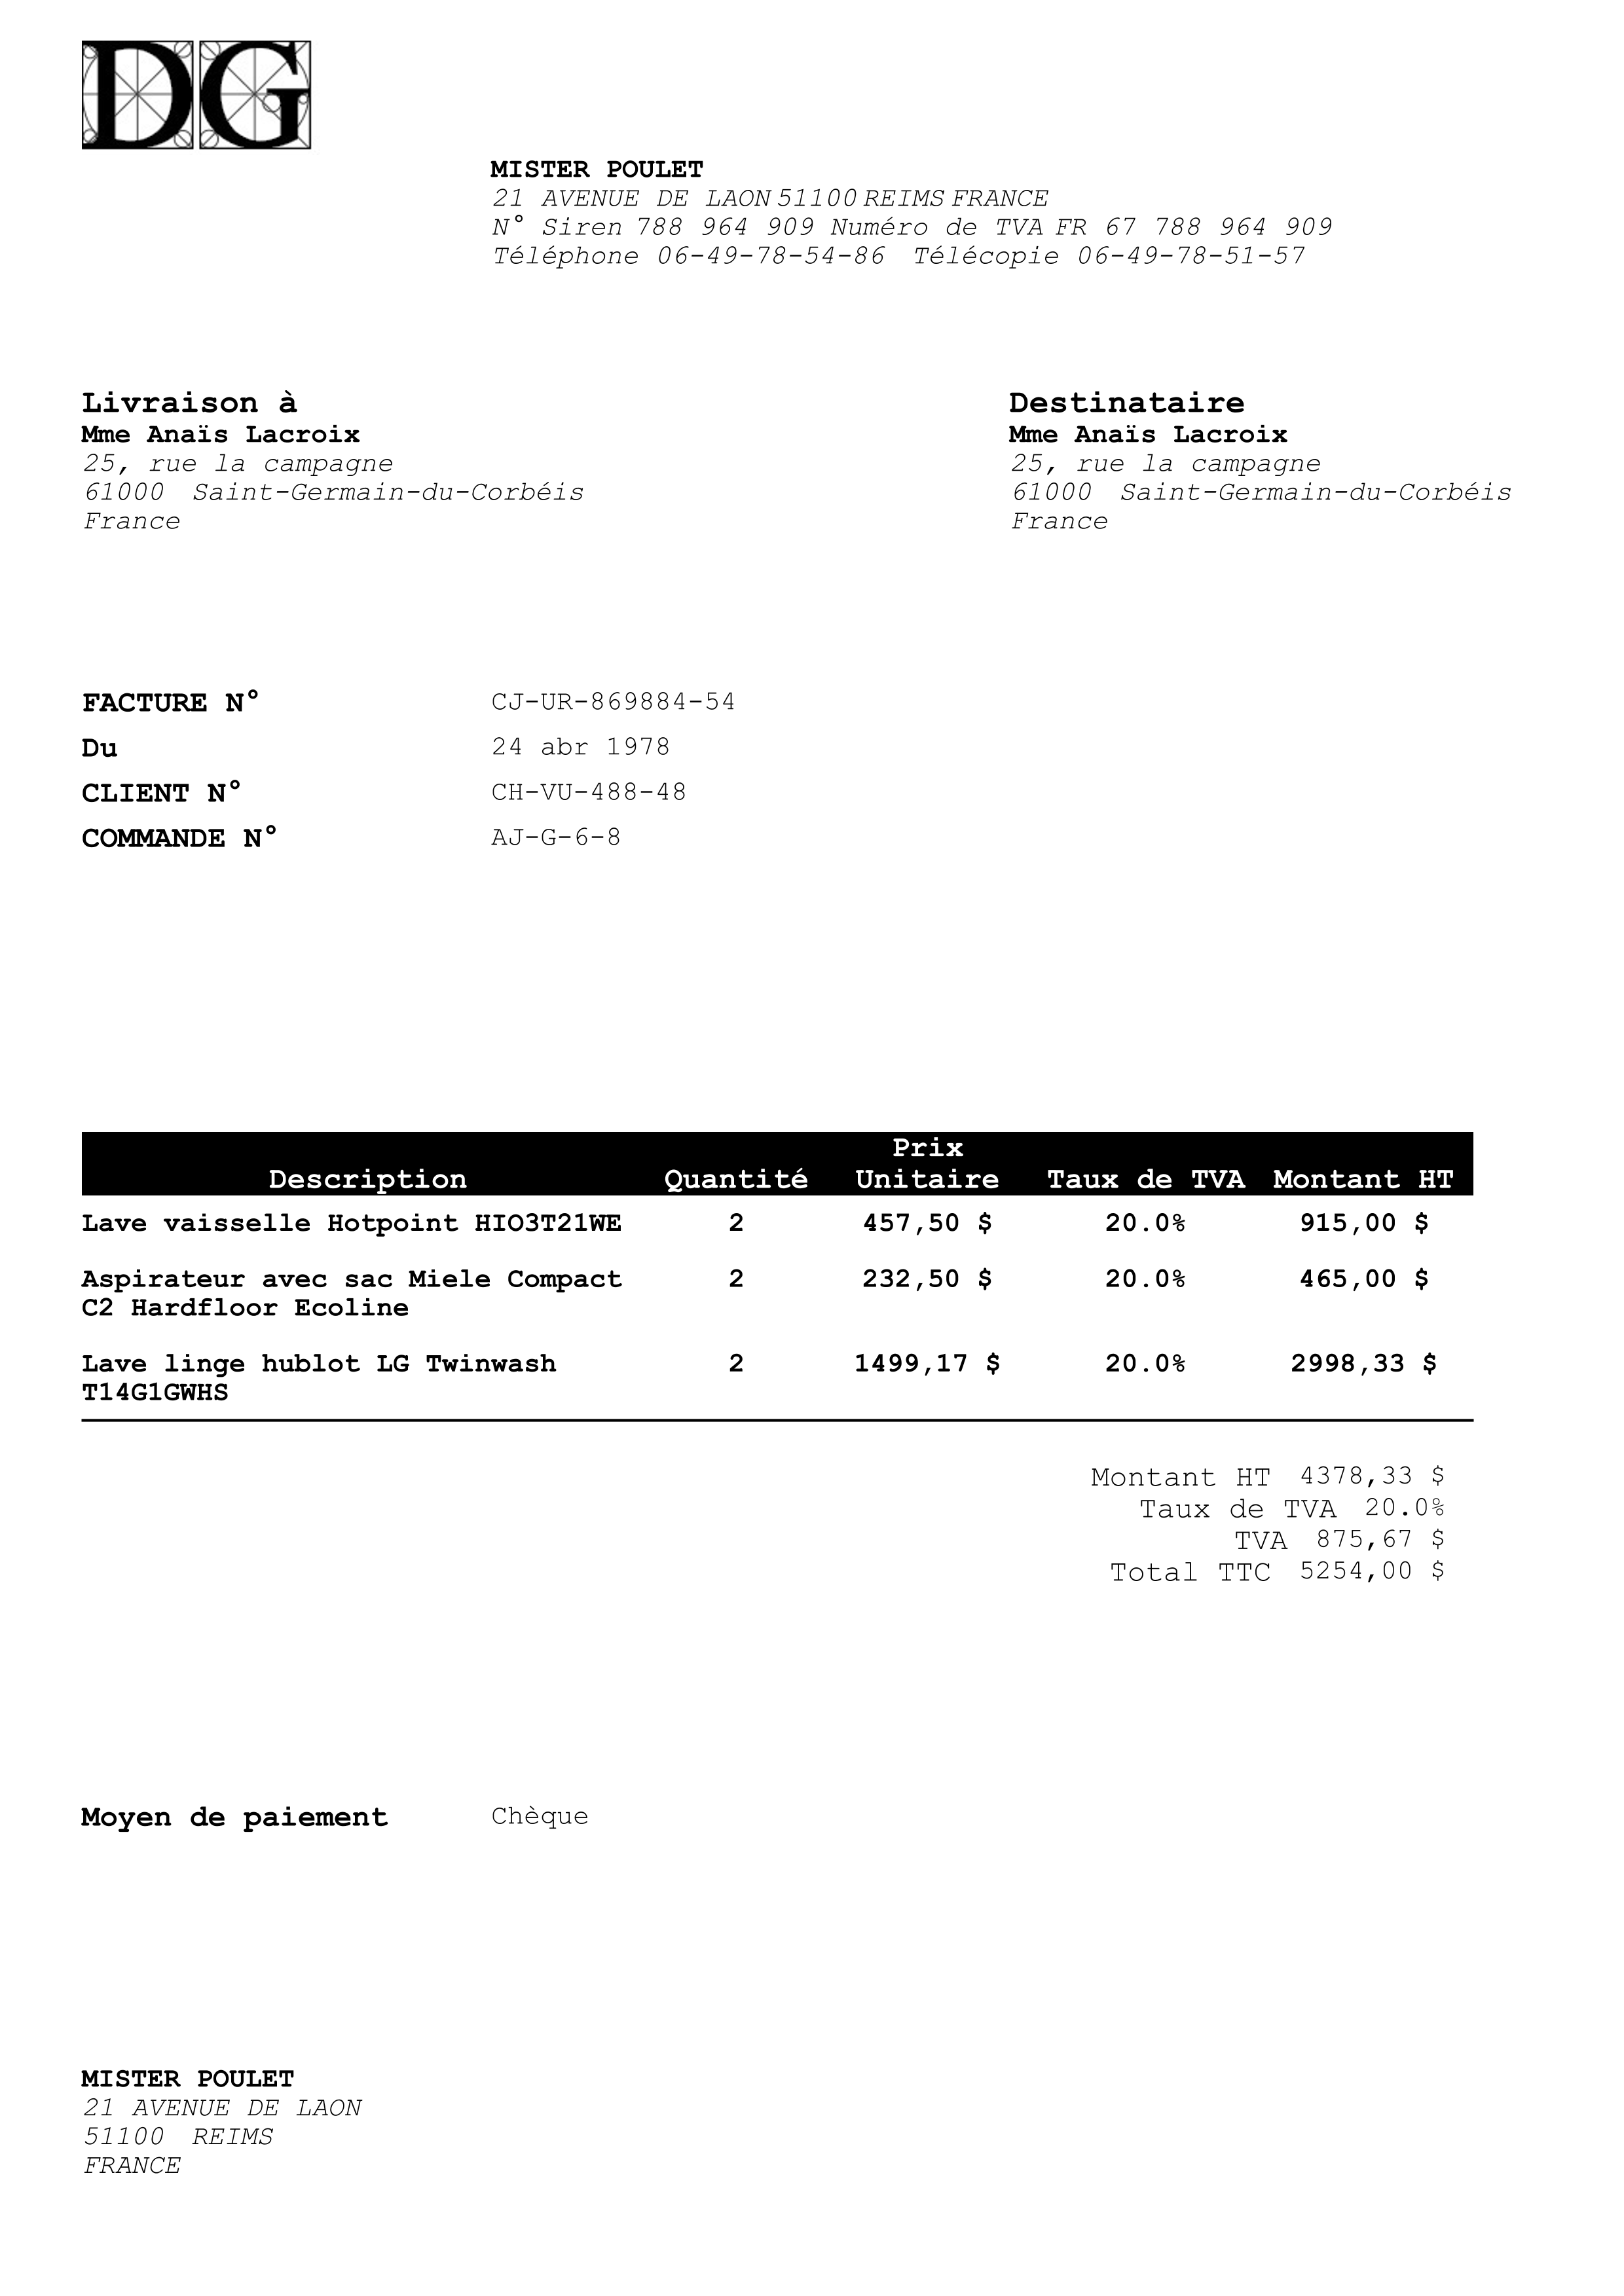 DG
MISTER POULET
21 AVENUE DE LAON 51100 REIMS FRANCE
N° Siren 788 964 909 Numéro de TVA FR 67 788 964 909
Téléphone 06-49-78-54-86 Télécopie 06-49-78-51-57
Livraison à
Mme Anaïs Lacroix
25, rue la campagne
61000 Saint-Germain-du-Corbéis
France
Destinataire
Mme Anaïs Lacroix
25, rue la campagne
61000 Saint-Germain-du-Corbéis
France
FACTURE N° CJ-UR-869884-54
Du 24 abr 1978
CLIENT N° CH-VU-488-48
COMMANDE N° AJ-G-6-8
Prix
Description Quantité Unitaire Taux de TVA Montant HT
Lave vaisselle Hotpoint HIO3T21WE 2 457,50 $ 20.0% 915,00 $
Aspirateur avec sac Miele Compact 2 232,50 $ 20.0% 465,00 $
C2 Hardfloor Ecoline
Lave linge hublot LG Twinwash 2 1499,17 $ 20.0% 2998,33 $
T14G1GWHS
Montant HT 4378,33 $
Taux de TVA 20.0%
TVA 875,67 $
Total TTC 5254,00 $
Moyen de paiement Chèque
MISTER POULET
21 AVENUE DE LAON
51100 REIMS
FRANCE